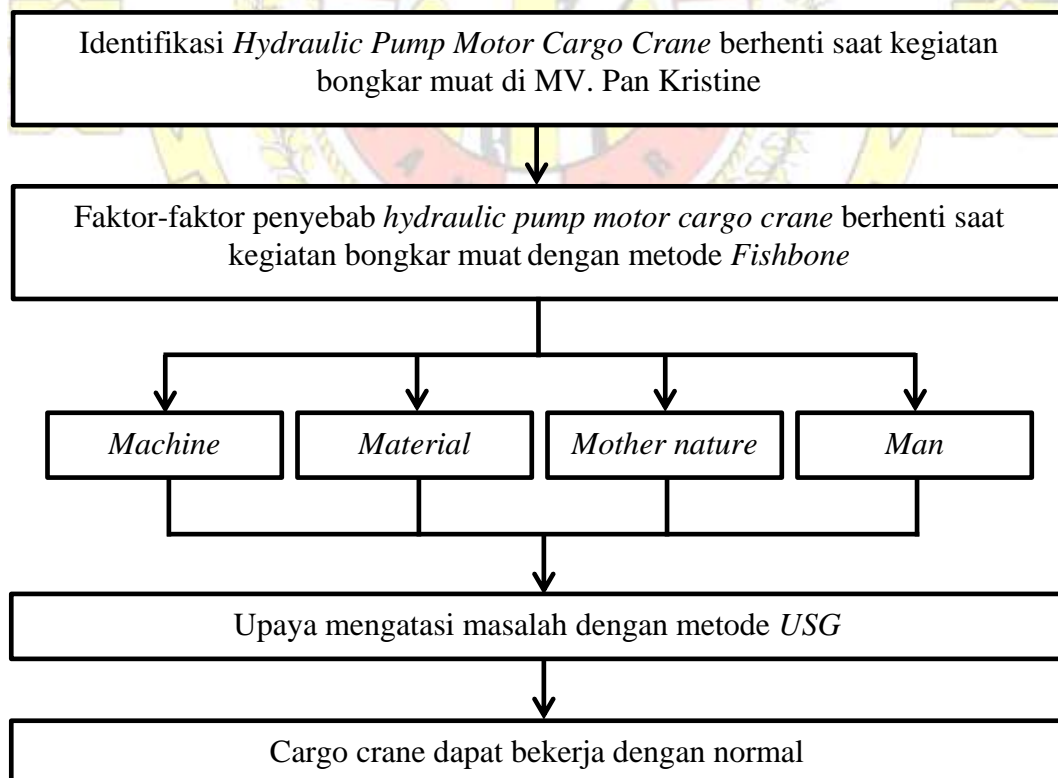 Identifikasi Hydraulic Pump Motor Cargo Crane berhenti saat kegiatan
bongkar muat di MV. Pan Kristine
Faktor-faktor penyebab hydraulic pump motor cargo crane berhenti saat
kegiatan bongkar muat dengan metode Fishbone
Machine
Material
Mother nature
Man
Upaya mengatasi masalah dengan metode USG
Cargo crane dapat bekerja dengan normal